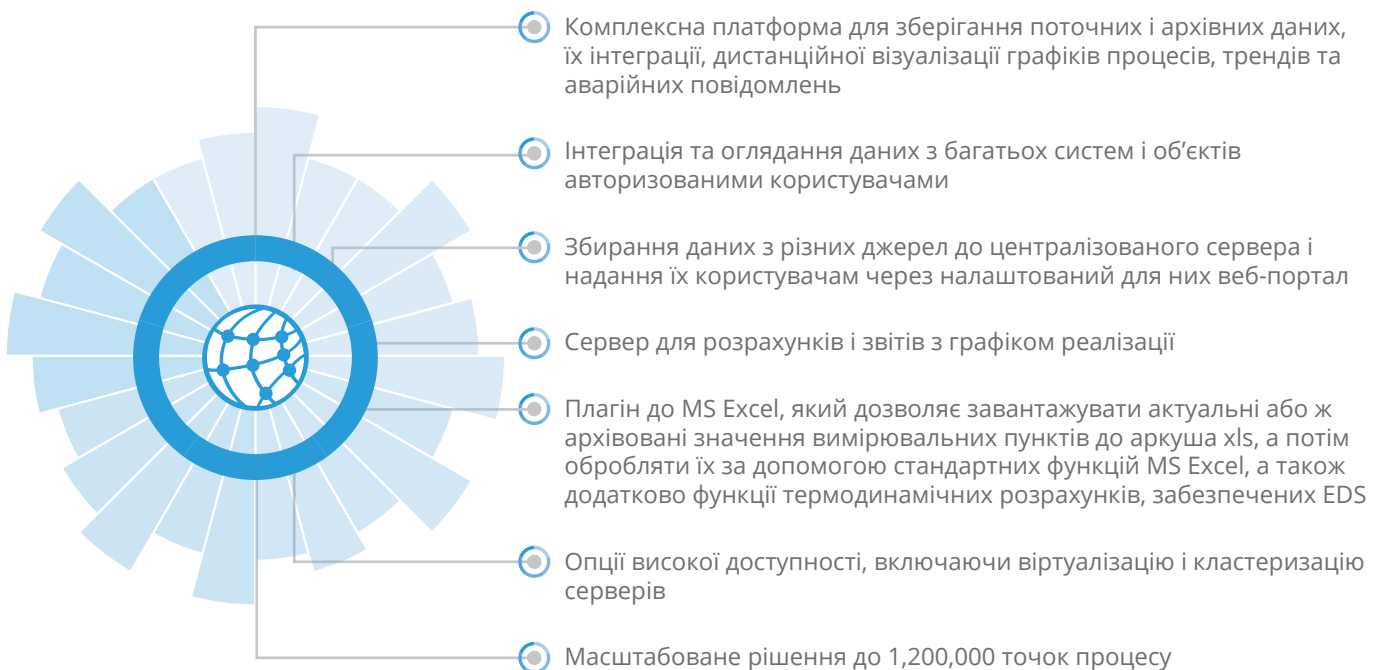 Комплексна платформа для зберігання поточних і архівних даних,
їх інтеграції, дистанційної візуалізації графіків процесів, трендів та
аварійних повідомлень
Інтеграція та оглядання даних з багатьох систем і об’єктів
авторизованими користувачами
Збирання даних з різних джерел до централізованого сервера і
надання їх користувачам через налаштований для них веб-портал
Сервер для розрахунків і звітів з графіком реалізації
Плагін до MS Excel, який дозволяє завантажувати актуальні або ж
архівовані значення вимірювальних пунктів до аркуша xls, а потім
обробляти їх за допомогою стандартних функцій MS Excel, а також
додатково функції термодинамічних розрахунків, забезпечених EDS
Опції високої доступності, включаючи віртуалізацію і кластеризацію
серверів
Масштабоване рішення до 1,200,000 точок процесу